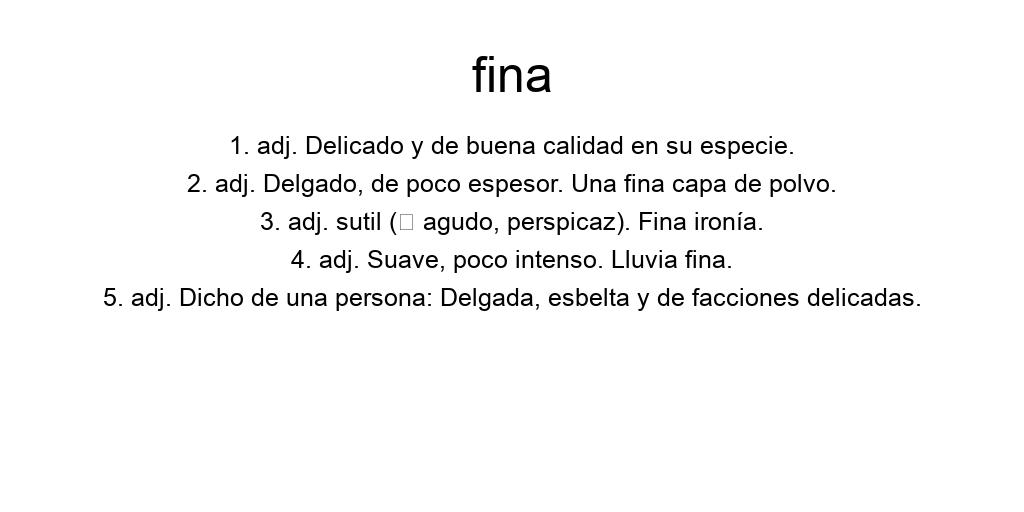 fina
1. adj. Delicado y de buena calidad en su especie.
2. adj. Delgado, de poco espesor. Una fina capa de polvo.
3. adj. sutil (□ agudo, perspicaz). Fina ironía.
4. adj. Suave, poco intenso. Lluvia fina.
5. adj. Dicho de una persona: Delgada, esbelta y de facciones delicadas.